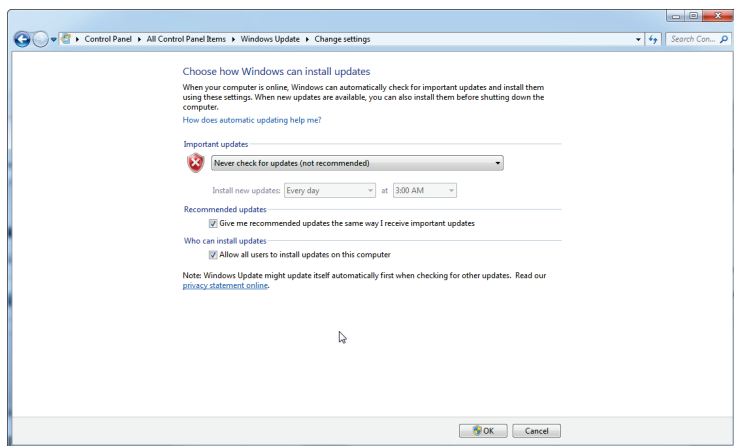 Control Panel ▸ All Control Panel Items ▸ Windows Update ▸ Change settings
Search Con...
Choose how Windows can install updates
When your computer is online, Windows can automatically check for important updates and install them
using these settings. When new updates are available, you can also install them before shutting down the
computer.
How does automatic updating help me?
Important updates
Never check for updates (not recommended)
Install new updates: Every day at 3:00 AM
Recommended updates
Give me recommended updates the same way I receive important updates
Who can install updates
Allow all users to install updates on this computer
Note: Windows Update might update itself automatically first when checking for other updates. Read our
privacy statement online.
OK Cancel